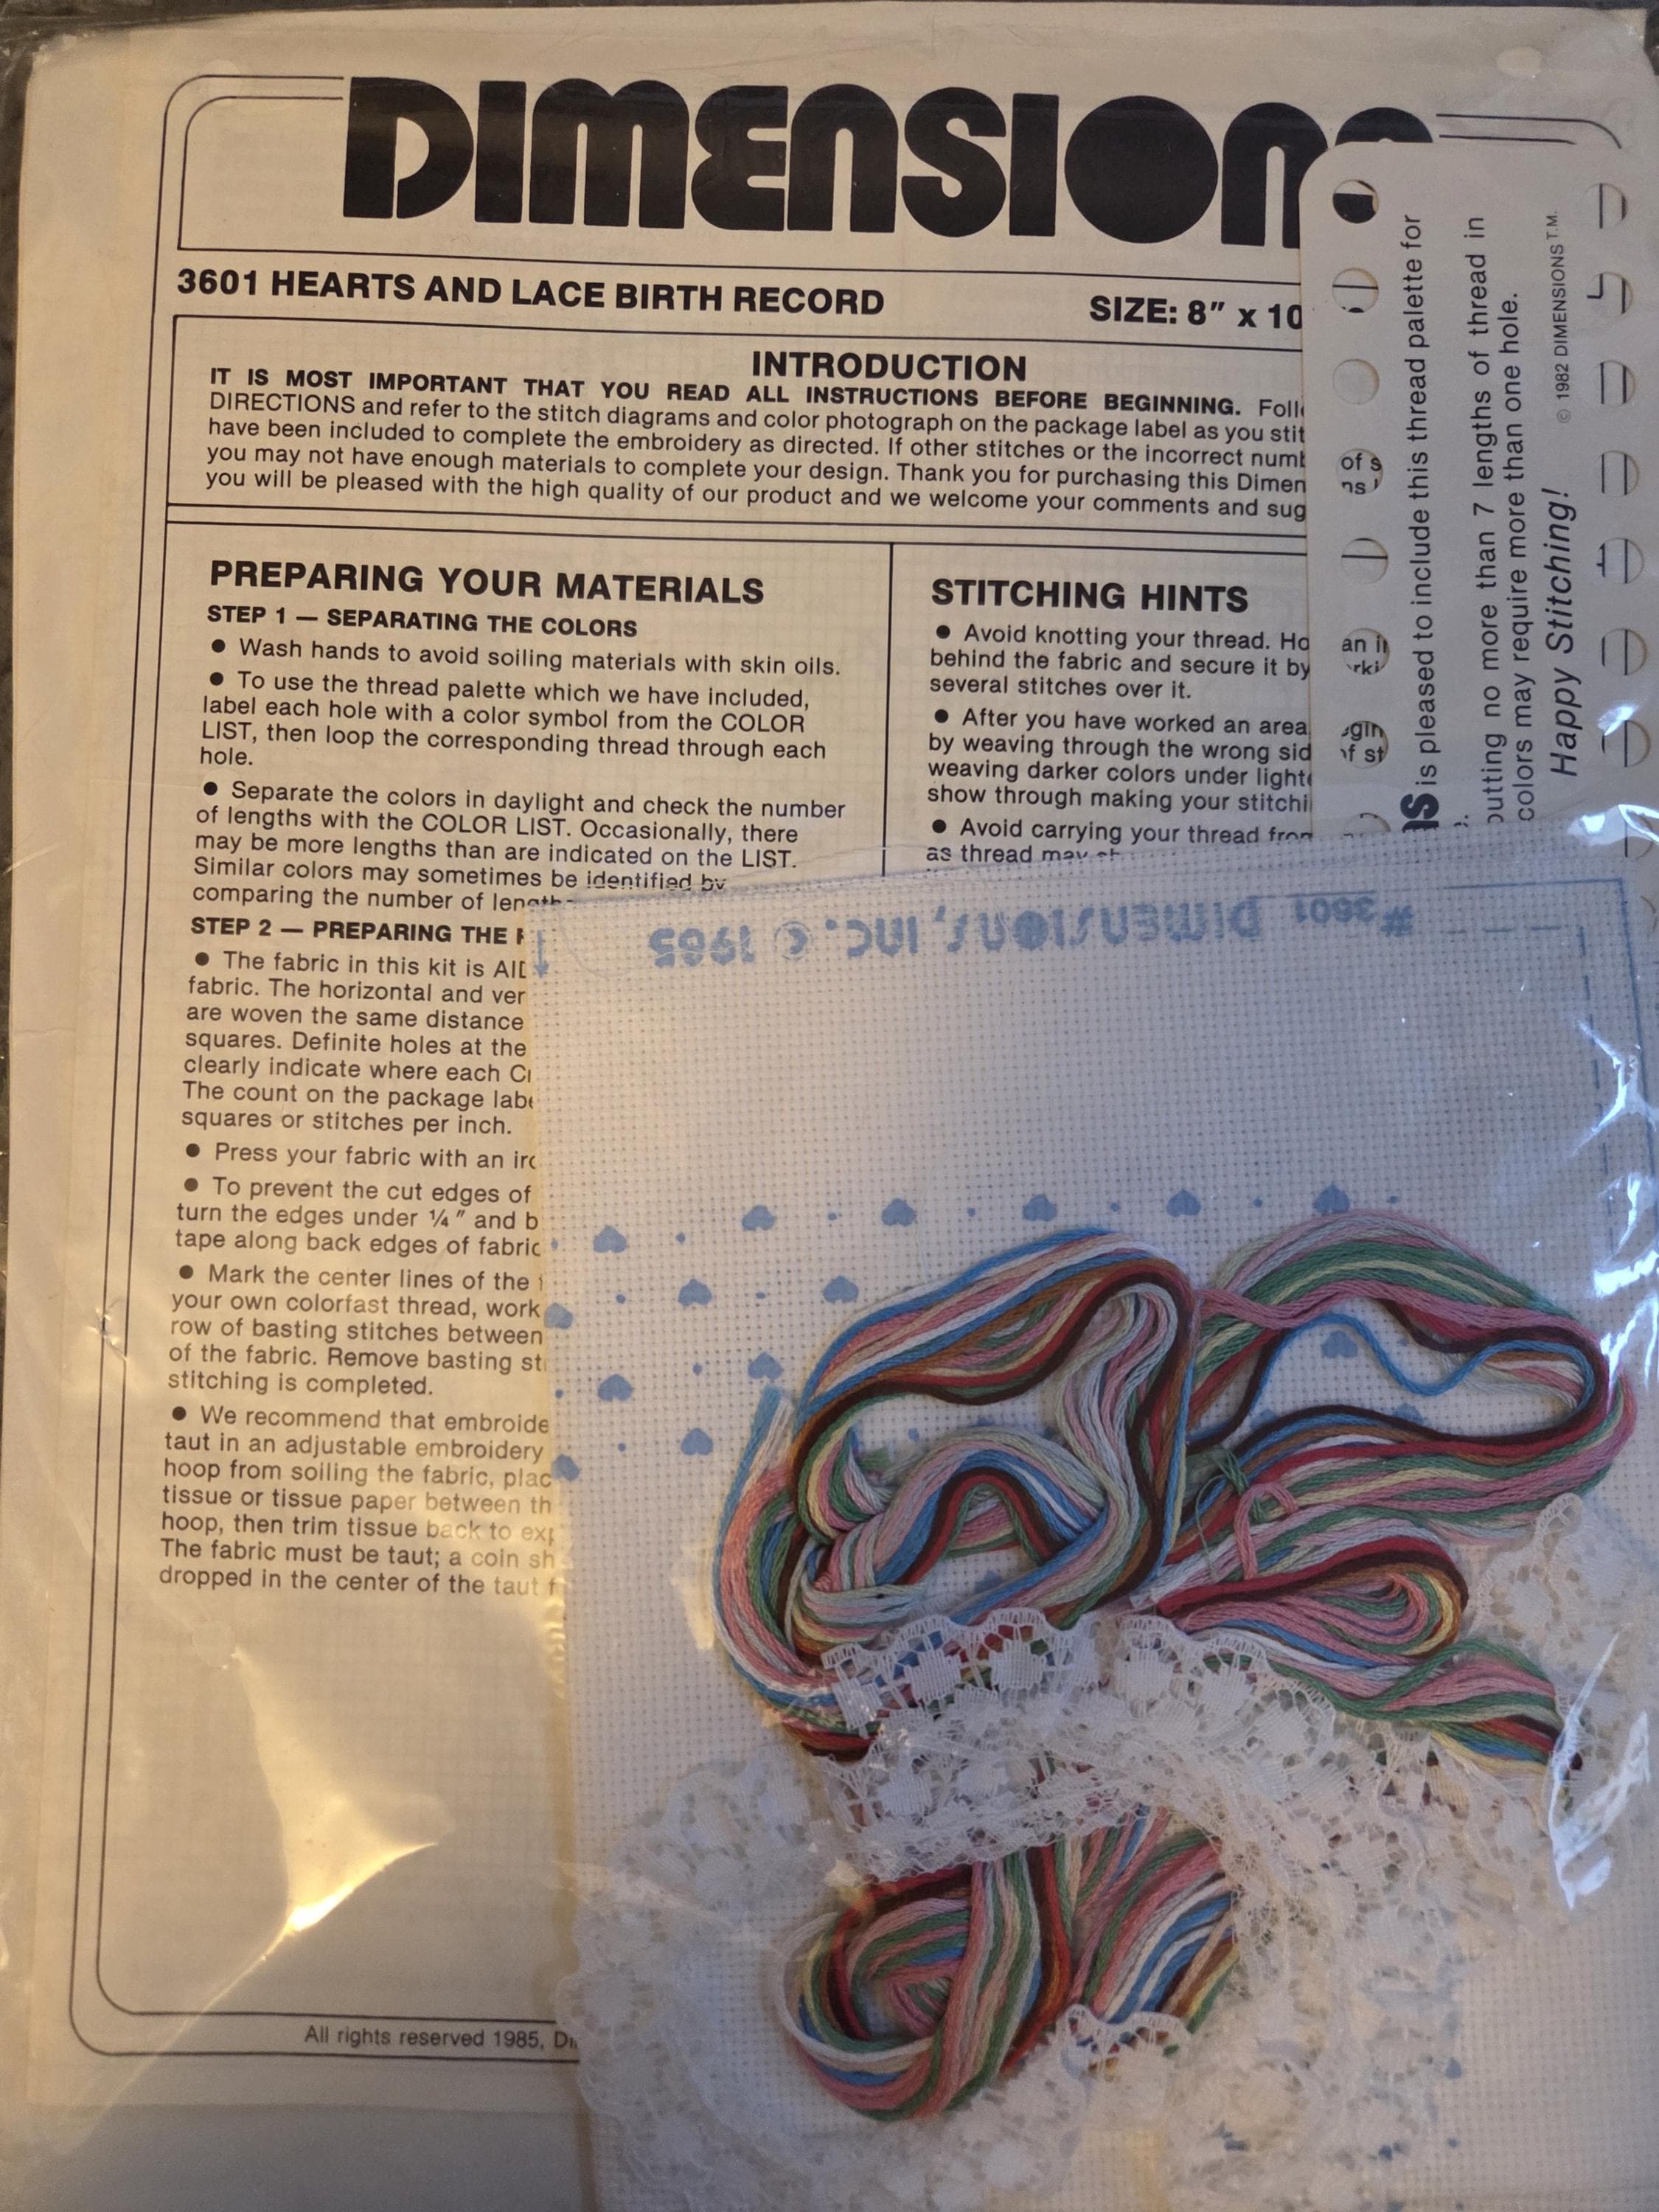 DIMENSIONS
3601 HEARTS AND LACE BIRTH RECORD
SIZE: 8" x 10
INTRODUCTION
IT IS MOST IMPORTANT THAT YOU READ ALL INSTRUCTIONS BEFORE BEGINNING.
DIRECTIONS and refer to the stitch diagrams and color photograph on the package label as you
have been included to complete the embroidery as directed. If other stitches or the incorrect
you may not have enough materials to complete your design. Thank you for purchasing this
you will be pleased with the high quality of our product and we welcome your comments and
PREPARING YOUR MATERIALS
STEP 1 — SEPARATING THE COLORS
● Wash hands to avoid soiling materials with skin oils.
● To use the thread palette which we have included,
label each hole with a color symbol from the COLOR
LIST, then loop the corresponding thread through each
hole.
● Separate the colors in daylight and check the number
of lengths with the COLOR LIST. Occasionally, there
may be more lengths than are indicated on the LIST.
Similar colors may sometimes be identified by
comparing the number of
STEP 2 — PREPARING THE
● The fabric in this kit is
fabric. The horizontal and
are woven the same distance
squares. Definite holes at the
clearly indicate where each
The count on the package
squares or stitches per inch.
● Press your fabric with an
● To prevent the cut edges of
turn the edges under ¼" and
tape along back edges of
● Mark the center lines of the
your own colorfast thread, work
row of basting stitches between
of the fabric. Remove basting
stitching is completed.
● We recommend that
taut in an adjustable embroidery
hoop from soiling the fabric,
tissue or tissue paper between
hoop, then trim tissue back to
The fabric must be taut; a coin
dropped in the center of the taut
STITCHING HINTS
● Avoid knotting your thread.
behind the fabric and secure it by
several stitches over it.
● After you have worked an area
by weaving through the wrong
weaving darker colors under
show through making your
● Avoid carrying your thread from
as thread may
IS is pleased to include this thread palette for
no more than 7 lengths of thread in
colors may require more than one hole.
Happy Stitching!
© 1982 DIMENSIONS T.M.
#3601 Dimensions, Inc. © 1985
All rights reserved 1985,